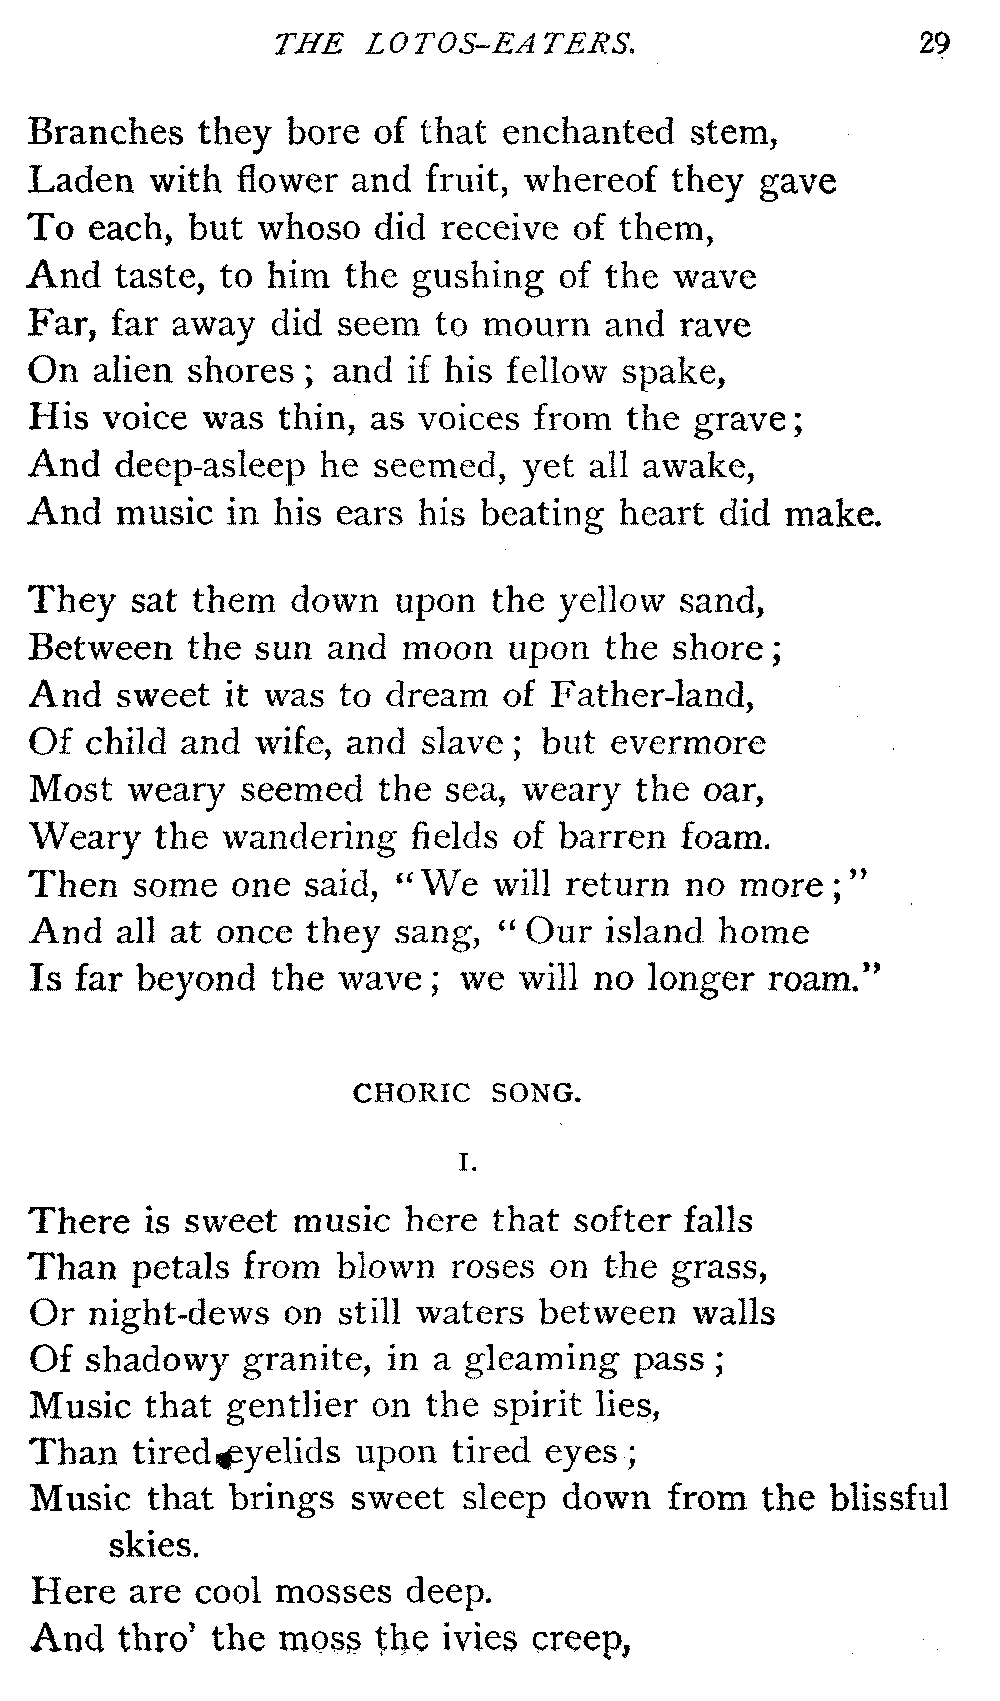 THE LOTOS-EATERS. 29
Branches they bore of that enchanted stem,
Laden with flower and fruit, whereof they gave
To each, but whoso did receive of them,
And taste, to him the gushing of the wave
Far, far away did seem to mourn and rave
On alien shores; and if his fellow spake,
His voice was thin, as voices from the grave;
And deep-asleep he seemed, yet all awake,
And music in his ears his beating heart did make.
They sat them down upon the yellow sand,
Between the sun and moon upon the shore;
And sweet it was to dream of Father-land,
Of child and wife, and slave; but evermore
Most weary seemed the sea, weary the oar,
Weary the wandering fields of barren foam.
Then some one said, "We will return no more;"
And all at once they sang, "Our island home
Is far beyond the wave; we will no longer roam."
CHORIC SONG.
I.
There is sweet music here that softer falls
Than petals from blown roses on the grass,
Or night-dews on still waters between walls
Of shadowy granite, in a gleaming pass;
Music that gentlier on the spirit lies,
Than tired eyelids upon tired eyes;
Music that brings sweet sleep down from the blissful
skies.
Here are cool mosses deep.
And thro' the moss the ivies creep,